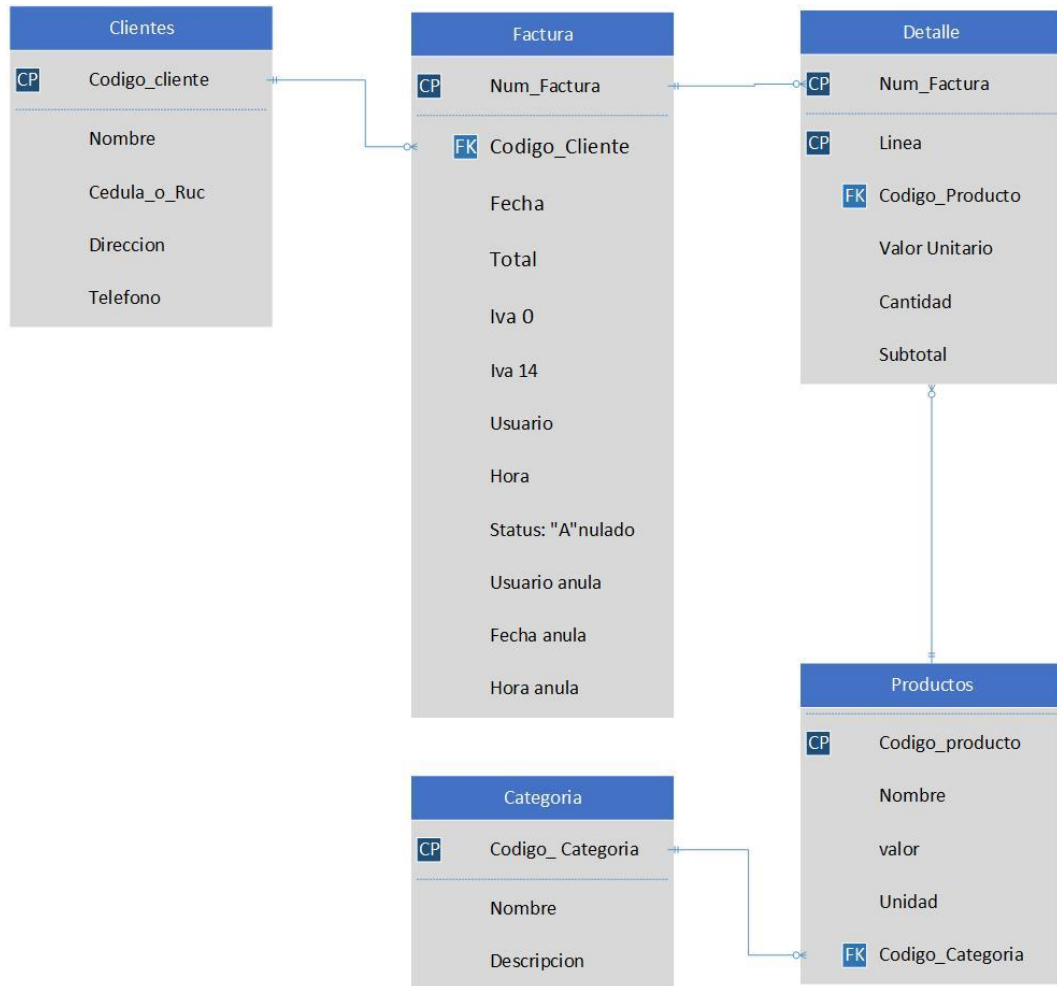 Clientes
CP Codigo_cliente
Nombre
Cedula_o_Ruc
Direccion
Telefono
Factura
CP Num_Factura
FK Codigo_Cliente
Fecha
Total
Iva 0
Iva 14
Usuario
Hora
Status: "A"nulado
Usuario anula
Fecha anula
Hora anula
Detalle
CP Num_Factura
CP Linea
FK Codigo_Producto
Valor Unitario
Cantidad
Subtotal
Categoria
CP Codigo_ Categoria
Nombre
Descripcion
Productos
CP Codigo_producto
Nombre
valor
Unidad
FK Codigo_Categoria